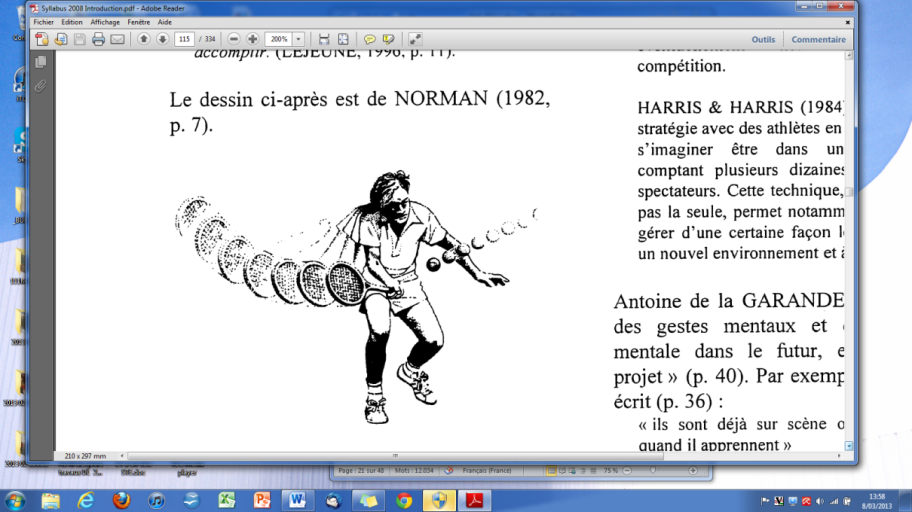 Syllabus 2008 Introduction.pdf - Adobe Reader
Fichier Edition Affichage Fenêtre Aide
115 / 334 200% Outils Commentaire
accomplir. (LEJEUNE, 1996, p. 11).
Le dessin ci-après est de NORMAN (1982,
p. 7).
compétition.
HARRIS & HARRIS (1984)
stratégie avec des athlètes en
s'imaginer être dans un
comptant plusieurs dizaines
spectateurs. Cette technique,
pas la seule, permet notamm
gérer d'une certaine façon l
un nouvel environnement et à
Antoine de la GARANDE
des gestes mentaux et
mentale dans le futur, e
projet » (p. 40). Par exemp
écrit (p. 36) :
« ils sont déjà sur scène o
quand il apprennent »
210 x 297 mm
player
Page : 21 sur 48 Mots : 12.034 Français (France) 75 %
13:58
8/03/2013